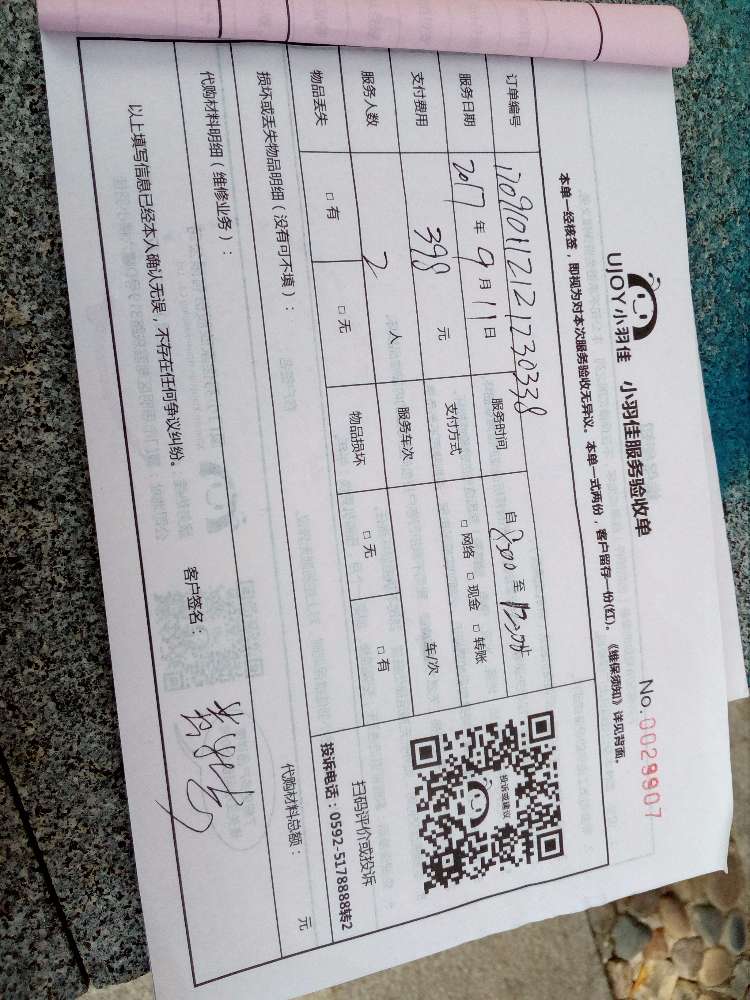 UJOY小羽佳 小羽佳服务验收单
No.0029907
本单一经核签，即视为对本次服务验收无异议。本单一式两份，客户留存一份(红)。《维保须知》详见背面。
订单编号 17090112121230338
服务日期 2017 年 9 月 11 日 服务时间 自 8:00 至 12:00
支付费用 398 元 支付方式 □ 网络 □ 现金 □ 转账
服务人数 2 人 服务车次 车/次
物品丢失 □ 有 □ 无 物品损坏 □ 无 □ 有
投诉或建议
扫码评价或投诉
投诉电话：0592-5178888转2
损坏或丢失物品明细（没有可不填）：
代购材料明细（维修业务）： 代购材料总额： 元
以上填写信息已经本人确认无误，不存在任何争议纠纷。 客户签名：